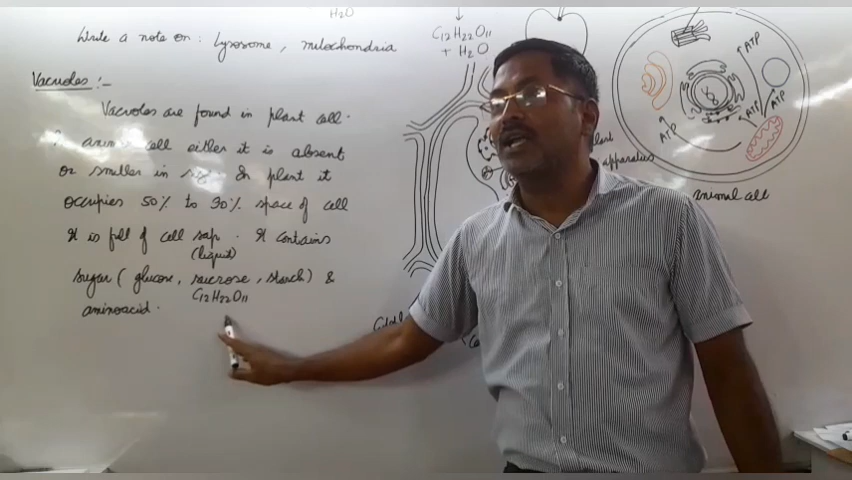 H2O
Write a note on : Lysosome, mitochondria
Vacuoles :-
Vacuoles are found in plant cell.
cell either it is absent
or smaller in In plant it
occupies 50% to 90% space of cell
It is full of cell sap. It contains
(liquid)
sugar ( glucose, sucrose, starch) &
C12H22O11
aminoacid.
C12H22O11
+ H2O
apparatus
ATP
ATP
ATP
ATP
animal cell